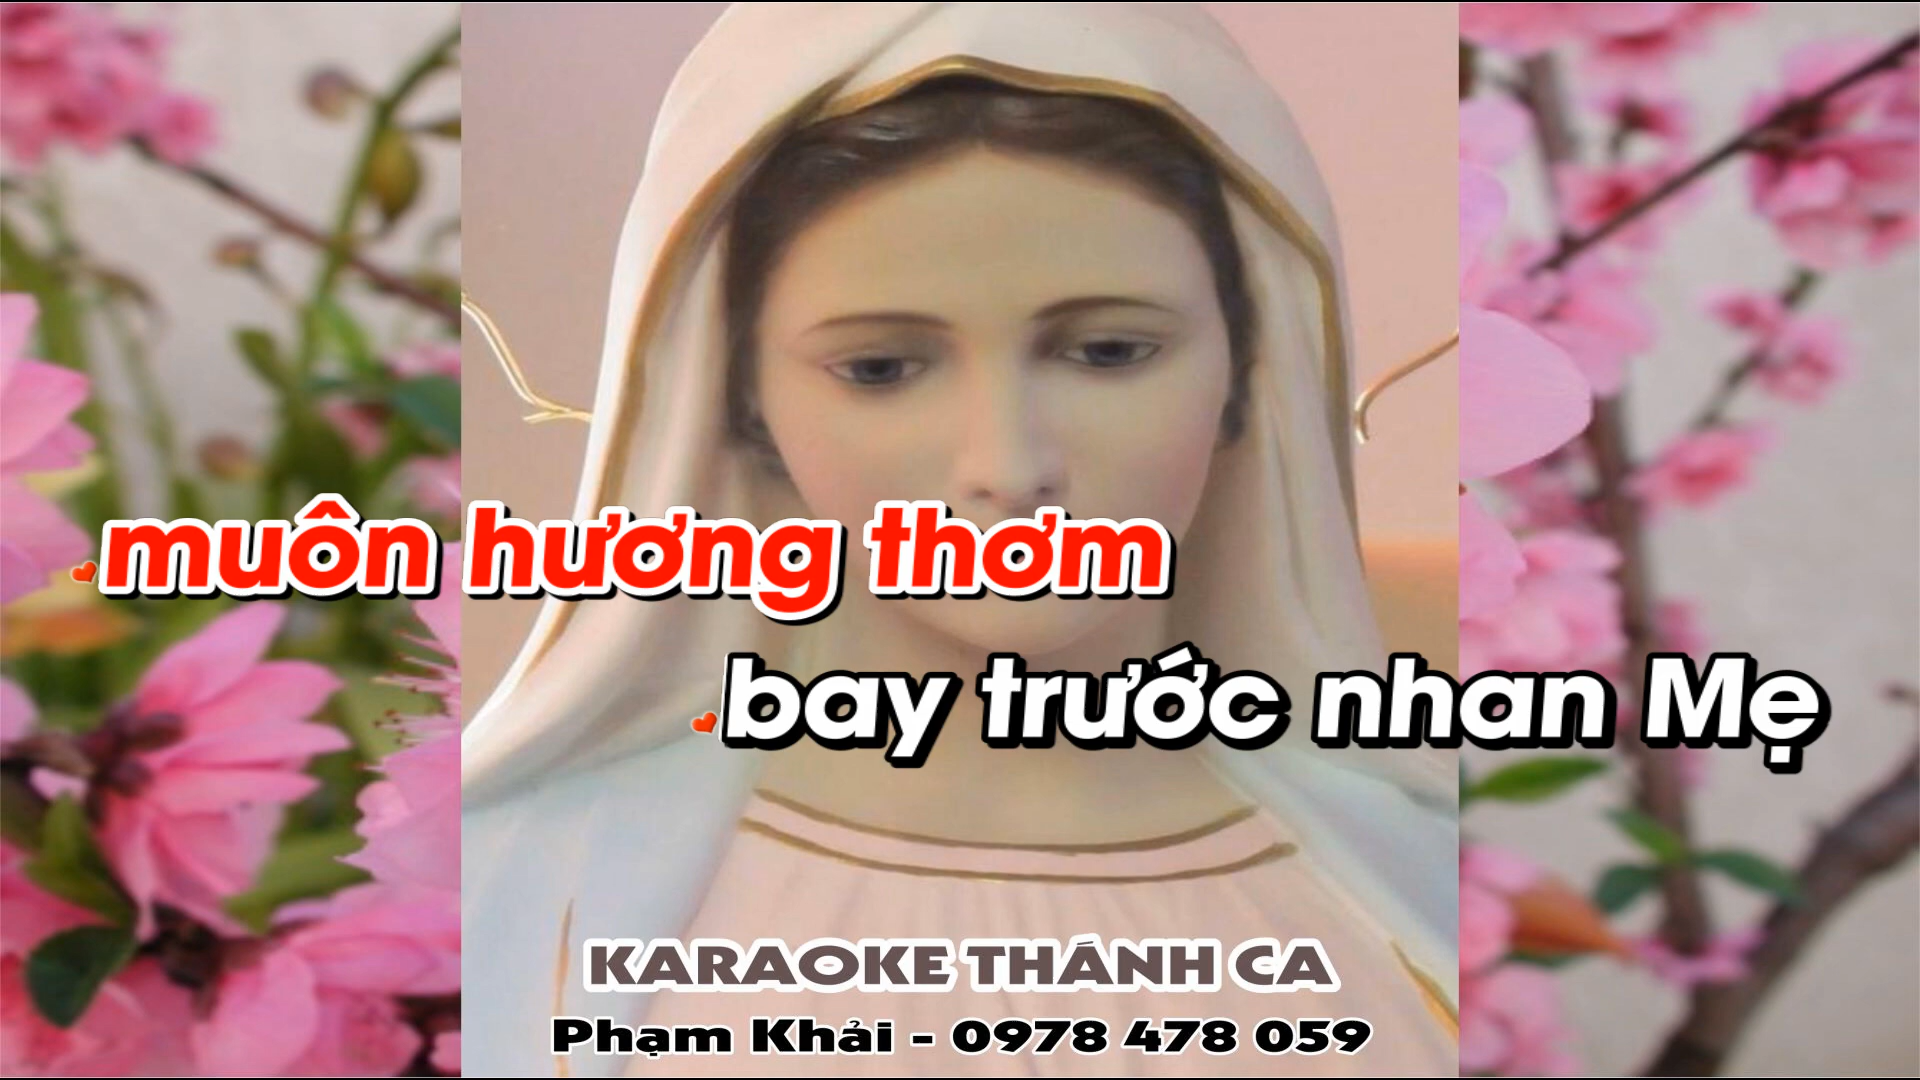 muôn hương thơm
bay trước nhan Mẹ
KARAOKE THÁNH CA
Phạm Khải - 0978 478 059